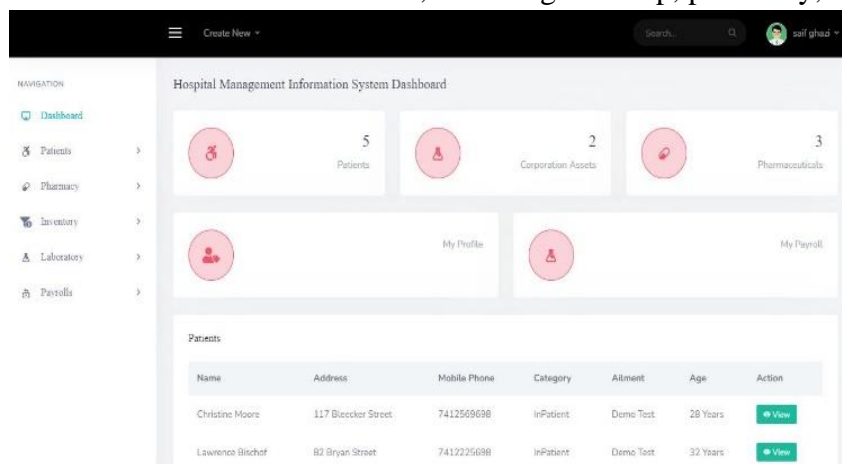 Create New
Search..
saif ghazi
NAVIGATION
Dashboard
Patients
Pharmacy
Inventory
Laboratory
Payrolls
Hospital Management Information System Dashboard
5
Patients
2
Corporation Assets
3
Pharmaceuticals
My Profile
My Payroll
Patients
Name Address Mobile Phone Category Ailment Age Action
Christine Moore 117 Bleecker Street 7412569698 InPatient Demo Test 28 Years View
Lawrence Bischof 82 Bryan Street 7412225698 InPatient Demo Test 32 Years View